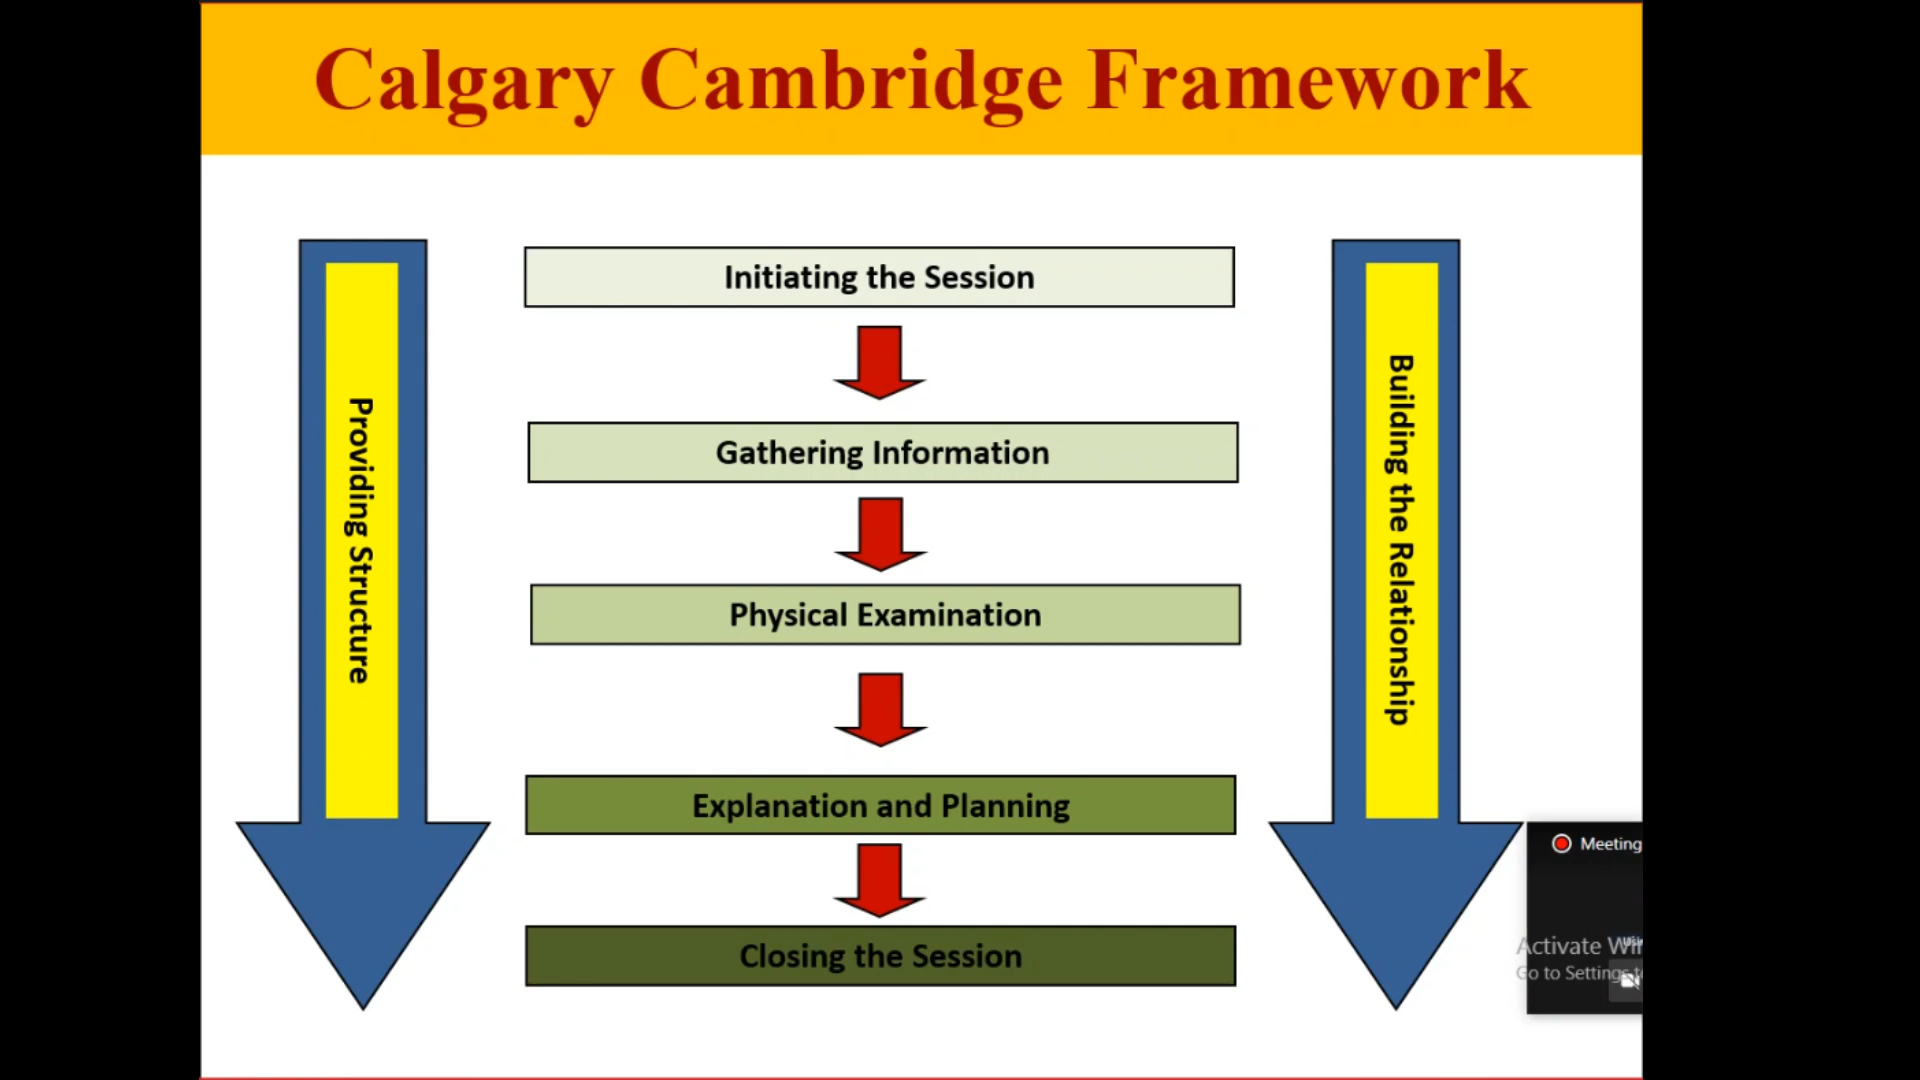 Calgary Cambridge Framework
Initiating the Session
Gathering Information
Physical Examination
Explanation and Planning
Closing the Session
Providing Structure
Building the Relationship
Meeting
Activate
Go to Settings